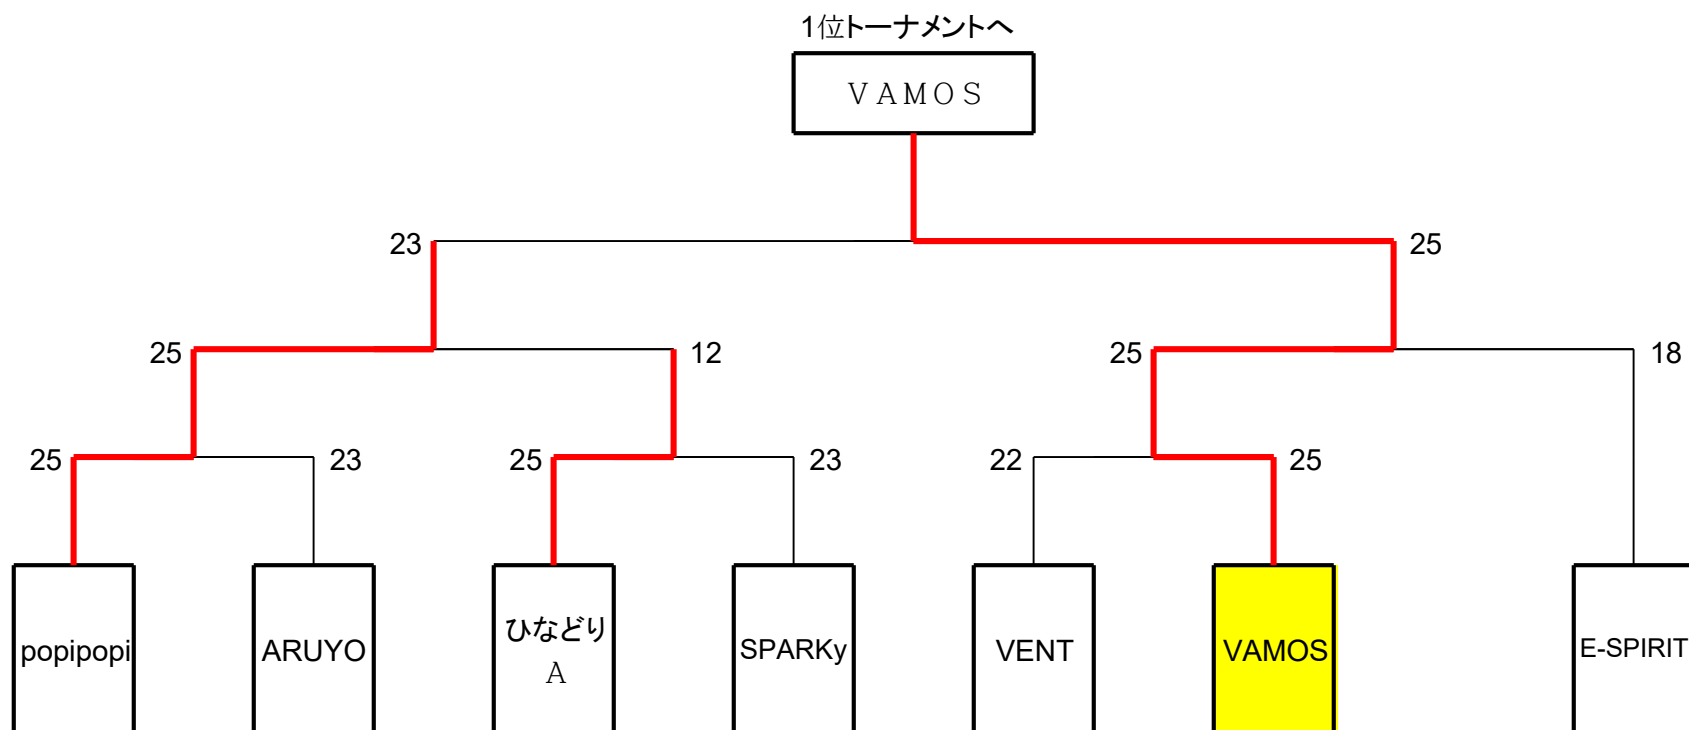 1位トーナメントへ
ＶＡＭＯＳ
23 25
25 12 25 18
25 23 25 23 22 25
popipopi ARUYO ひなどり SPARKy VENT VAMOS E-SPIRIT
Ａ